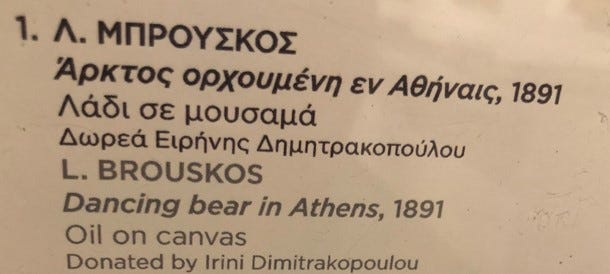 1. Λ. ΜΠΡΟΥΣΚΟΣ
Άρκτος ορχουμένη εν Αθήναις, 1891
Λάδι σε μουσαμά
Δωρεά Ειρήνης Δημητρακοπούλου
L. BROUSKOS
Dancing bear in Athens, 1891
Oil on canvas
Donated by Irini Dimitrakopoulou